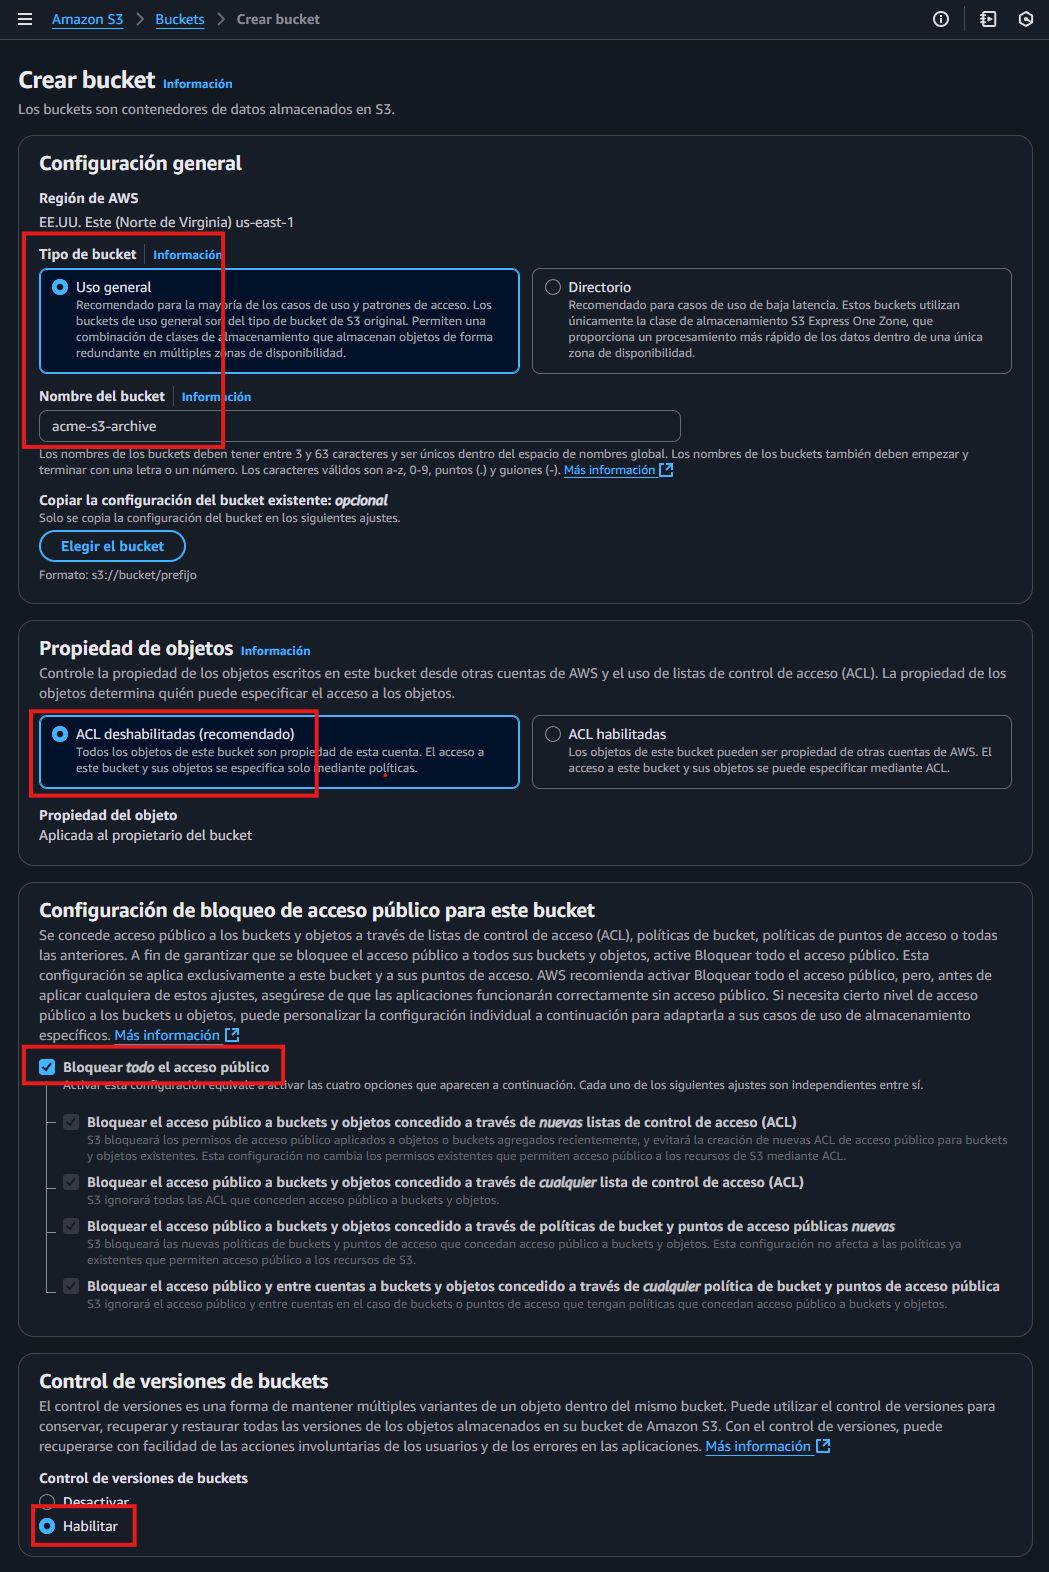 Amazon S3 > Buckets > Crear bucket
Crear bucket Información
Los buckets son contenedores de datos almacenados en S3.
Configuración general
Región de AWS
EE.UU. Este (Norte de Virginia) us-east-1
Tipo de bucket Información
Uso general
Recomendado para la mayoría de los casos de uso y patrones de acceso. Los
buckets de uso general son del tipo de bucket de S3 original. Permiten una
combinación de clases de almacenamiento que almacenan objetos de forma
redundante en múltiples zonas de disponibilidad.
Directorio
Recomendado para casos de uso de baja latencia. Estos buckets utilizan
únicamente la clase de almacenamiento S3 Express One Zone, que
proporciona un procesamiento más rápido de los datos dentro de una única
zona de disponibilidad.
Nombre del bucket Información
acme-s3-archive
Los nombres de los buckets deben tener entre 3 y 63 caracteres y ser únicos dentro del espacio de nombres global. Los nombres de los buckets también deben empezar y
terminar con una letra o un número. Los caracteres válidos son a-z, 0-9, puntos (.) y guiones (-). Más información
Copiar la configuración del bucket existente: opcional
Solo se copia la configuración del bucket en los siguientes ajustes.
Elegir el bucket
Formato: s3://bucket/prefijo
Propiedad de objetos Información
Controle la propiedad de los objetos escritos en este bucket desde otras cuentas de AWS y el uso de listas de control de acceso (ACL). La propiedad de los
objetos determina quién puede especificar el acceso a los objetos.
ACL deshabilitadas (recomendado)
Todos los objetos de este bucket son propiedad de esta cuenta. El acceso a
este bucket y sus objetos se especifica solo mediante políticas.
ACL habilitadas
Los objetos de este bucket pueden ser propiedad de otras cuentas de AWS. El
acceso a este bucket y sus objetos se puede especificar mediante ACL.
Propiedad del objeto
Aplicada al propietario del bucket
Configuración de bloqueo de acceso público para este bucket
Se concede acceso público a los buckets y objetos a través de listas de control de acceso (ACL), políticas de bucket, políticas de puntos de acceso o todas
las anteriores. A fin de garantizar que se bloquee el acceso público a todos sus buckets y objetos, active Bloquear todo el acceso público. Esta
configuración se aplica exclusivamente a este bucket y a sus puntos de acceso. AWS recomienda activar Bloquear todo el acceso público, pero, antes de
aplicar cualquiera de estos ajustes, asegúrese de que las aplicaciones funcionarán correctamente sin acceso público. Si necesita cierto nivel de acceso
público a los buckets u objetos, puede personalizar la configuración individual a continuación para adaptarla a sus casos de uso de almacenamiento
específicos. Más información
Bloquear todo el acceso público
Activar esta configuración equivale a activar las cuatro opciones que aparecen a continuación. Cada uno de los siguientes ajustes son independientes entre sí.
Bloquear el acceso público a buckets y objetos concedido a través de nuevas listas de control de acceso (ACL)
S3 bloqueará los permisos de acceso público aplicados a objetos o buckets agregados recientemente, y evitará la creación de nuevas ACL de acceso público para buckets
y objetos existentes. Esta configuración no cambia los permisos existentes que permiten acceso público a los recursos de S3 mediante ACL.
Bloquear el acceso público a buckets y objetos concedido a través de cualquier lista de control de acceso (ACL)
S3 ignorará todas las ACL que conceden acceso público a buckets y objetos.
Bloquear el acceso público a buckets y objetos concedido a través de políticas de bucket y puntos de acceso públicas nuevas
S3 bloqueará las nuevas políticas de buckets y puntos de acceso que concedan acceso público a buckets y objetos. Esta configuración no afecta a las políticas ya
existentes que permiten acceso público a los recursos de S3.
Bloquear el acceso público y entre cuentas a buckets y objetos concedido a través de cualquier política de bucket y puntos de acceso pública
S3 ignorará el acceso público y entre cuentas en el caso de buckets o puntos de acceso que tengan políticas que concedan acceso público a buckets y objetos.
Control de versiones de buckets
El control de versiones es una forma de mantener múltiples variantes de un objeto dentro del mismo bucket. Puede utilizar el control de versiones para
conservar, recuperar y restaurar todas las versiones de los objetos almacenados en su bucket de Amazon S3. Con el control de versiones, puede
recuperarse con facilidad de las acciones involuntarias de los usuarios y de los errores en las aplicaciones. Más información
Control de versiones de buckets
Desactivar
Habilitar